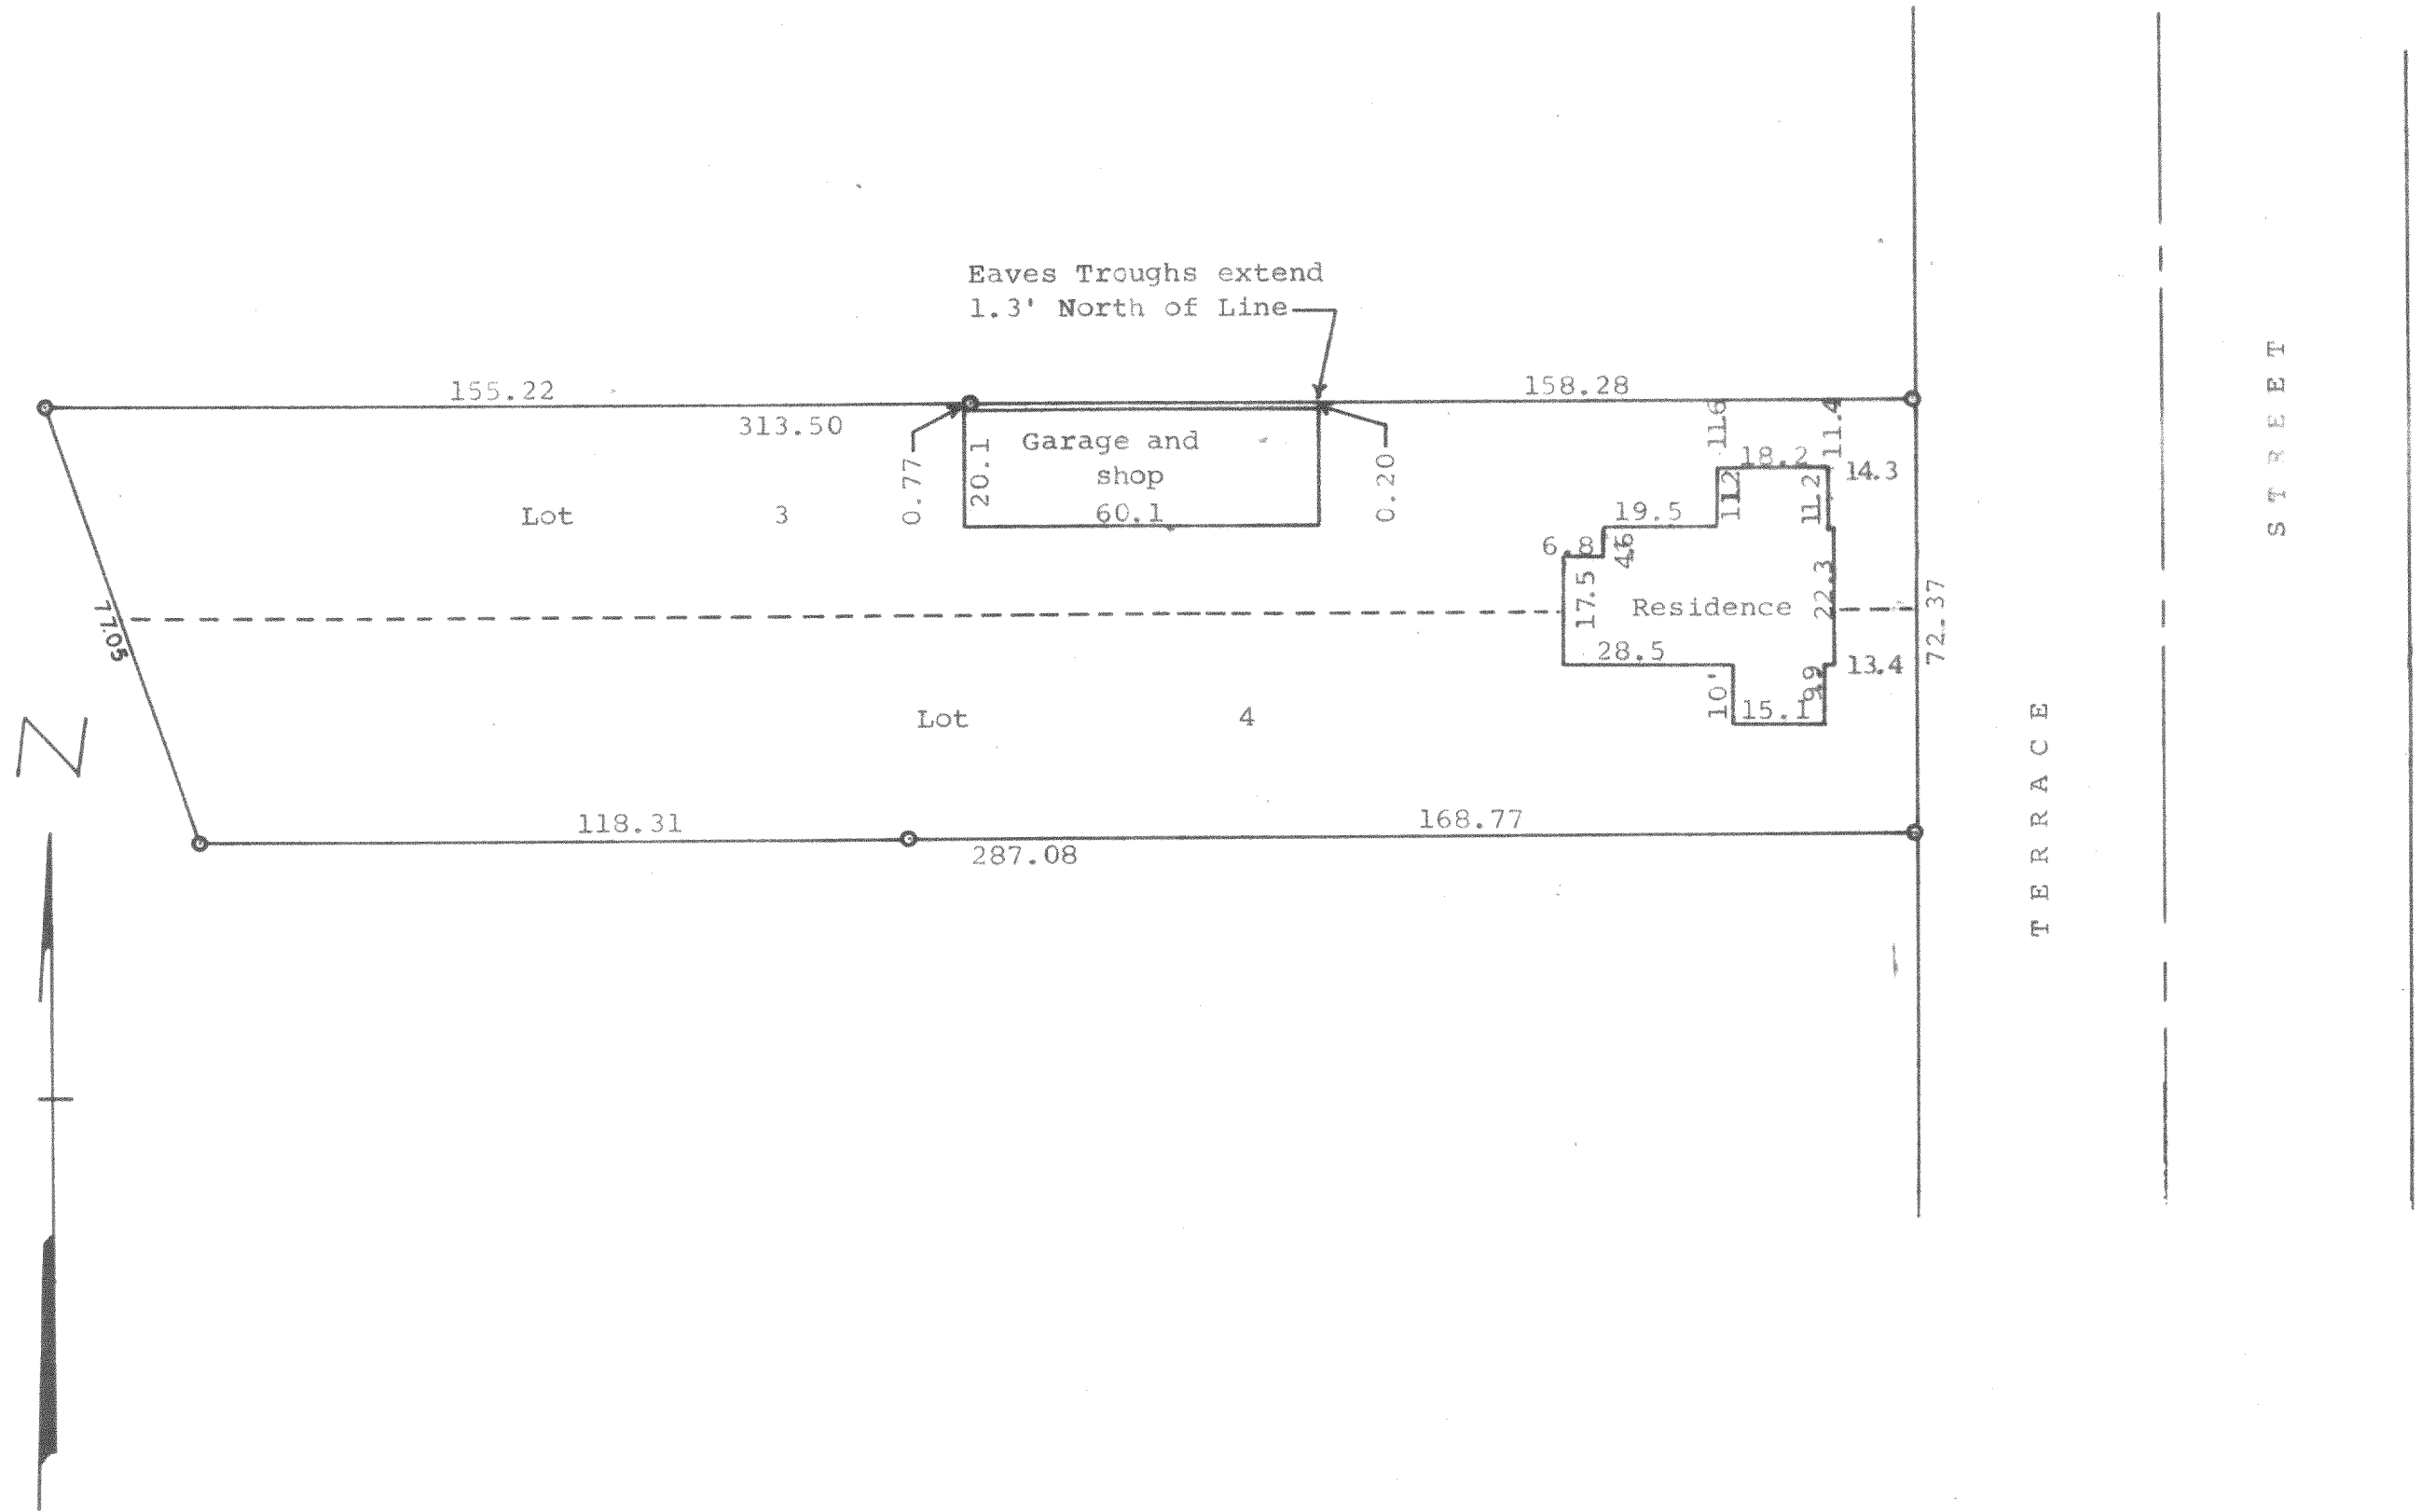 Eaves Troughs extend
1.3' North of Line
155.22
158.28
313.50
0.77
20.1
Garage and
shop
60.1
0.20
11.6
11.4
18.2
14.3
11.2
11.2
19.5
6.8
4.6
17.5
Residence
22.3
28.5
13.4
10'
9.9
15.1
72.37
Lot 3
77.05
Lot 4
118.31
168.77
287.08
N
TERRACE
STREET